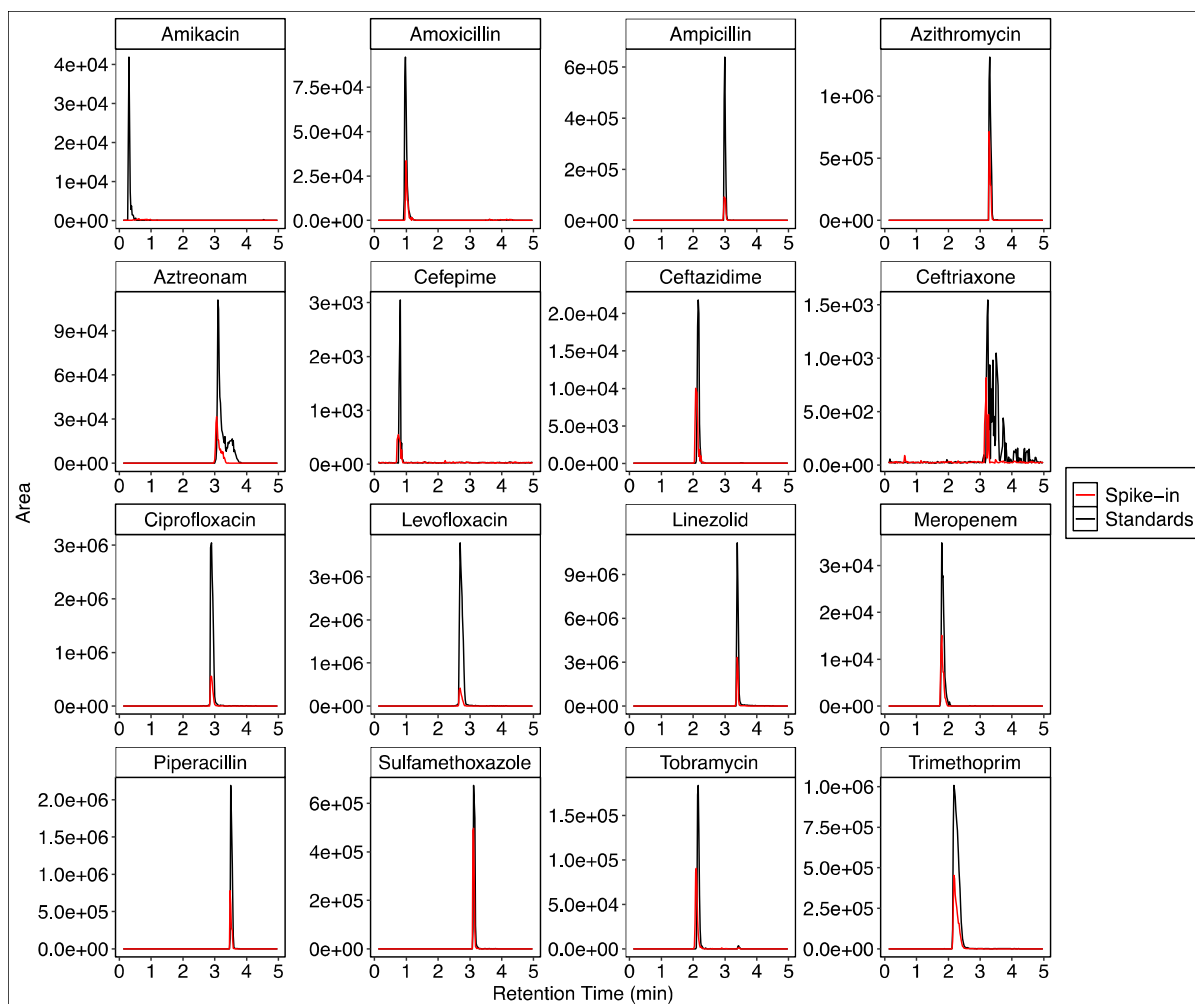 Amikacin Amoxicillin Ampicillin Azithromycin
4e+04
3e+04
2e+04
1e+04
0e+00
0 1 2 3 4 5
7.5e+04
5.0e+04
2.5e+04
0.0e+00
0 1 2 3 4 5
6e+05
4e+05
2e+05
0e+00
0 1 2 3 4 5
1e+06
5e+05
0e+00
0 1 2 3 4 5
Aztreonam Cefepime Ceftazidime Ceftriaxone
9e+04
6e+04
3e+04
0e+00
0 1 2 3 4 5
3e+03
2e+03
1e+03
0e+00
0 1 2 3 4 5
2.0e+04
1.5e+04
1.0e+04
5.0e+03
0.0e+00
0 1 2 3 4 5
1.5e+03
1.0e+03
5.0e+02
0.0e+00
0 1 2 3 4 5
Ciprofloxacin Levofloxacin Linezolid Meropenem
3e+06
2e+06
1e+06
0e+00
0 1 2 3 4 5
3e+06
2e+06
1e+06
0e+00
0 1 2 3 4 5
9e+06
6e+06
3e+06
0e+00
0 1 2 3 4 5
3e+04
2e+04
1e+04
0e+00
0 1 2 3 4 5
Piperacillin Sulfamethoxazole Tobramycin Trimethoprim
2.0e+06
1.5e+06
1.0e+06
5.0e+05
0.0e+00
0 1 2 3 4 5
6e+05
4e+05
2e+05
0e+00
0 1 2 3 4 5
1.5e+05
1.0e+05
5.0e+04
0.0e+00
0 1 2 3 4 5
1.0e+06
7.5e+05
5.0e+05
2.5e+05
0.0e+00
0 1 2 3 4 5
Area
Retention Time (min)
Spike-in
Standards